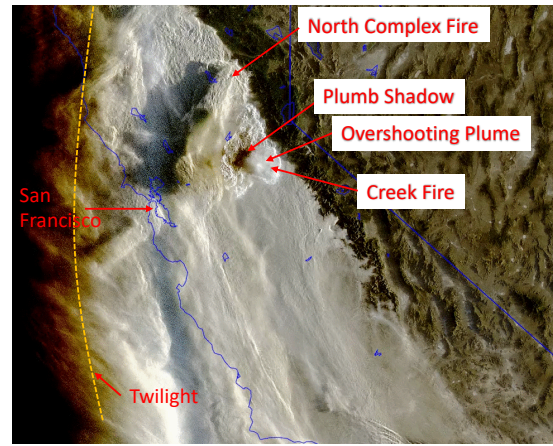 North Complex Fire
Plumb Shadow
Overshooting Plume
Creek Fire
San
Francisco
Twilight